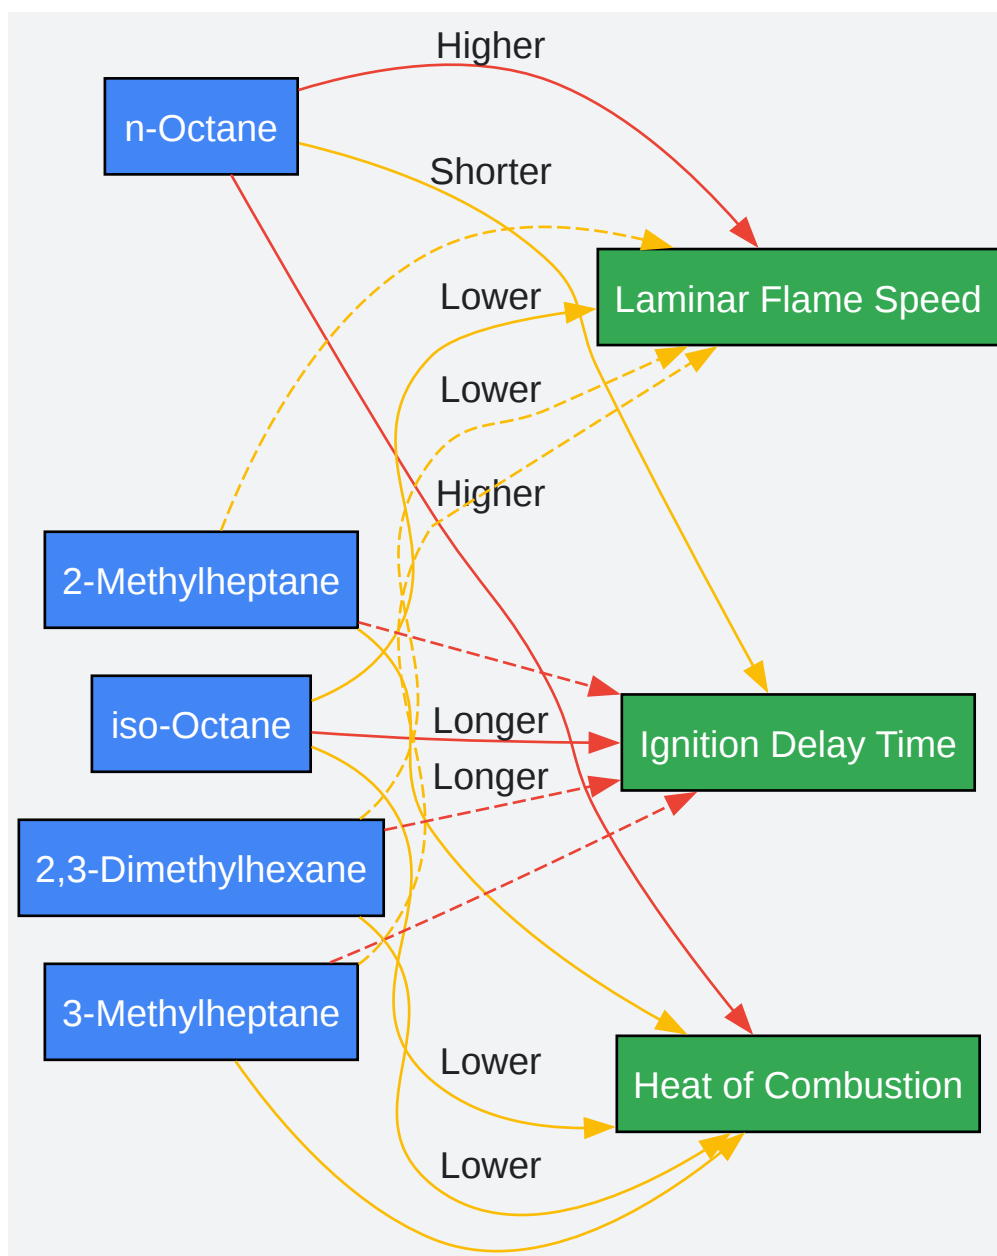 Higher
n-Octane
Shorter
Lower
Laminar Flame Speed
Lower
Higher
2-Methylheptane
iso-Octane
Longer
Ignition Delay Time
Longer
2,3-Dimethylhexane
3-Methylheptane
Lower
Heat of Combustion
Lower